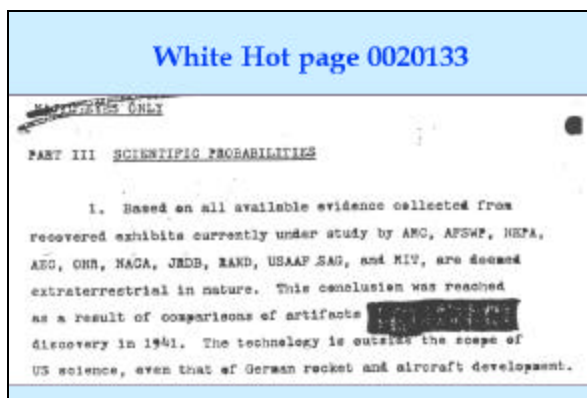 White Hot page 0020133
EYES ONLY
PART III SCIENTIFIC PROBABILITIES
1. Based on all available evidence collected from
recovered exhibits currently under study by AMC, AFSWP, NEPA,
AEC, ONR, NACA, JRDB, RAND, USAAF SAG, and MIT, are deemed
extraterrestrial in nature. This conclusion was reached
as a result of comparisons of artifacts
discovery in 1941. The technology is outside the scope of
US science, even that of German rocket and aircraft development.